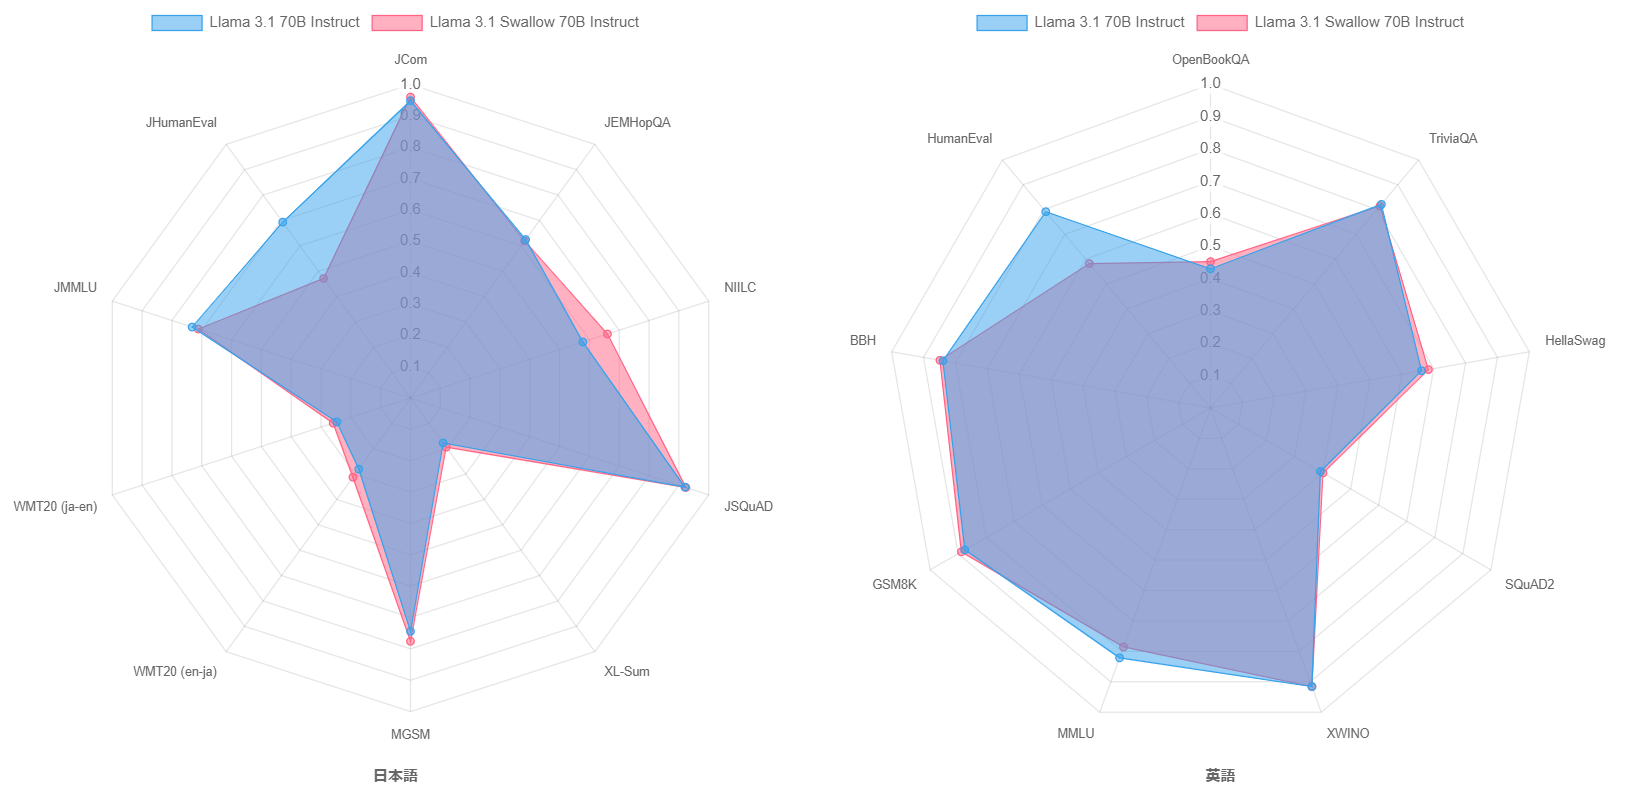 Llama 3.1 70B Instruct
Llama 3.1 Swallow 70B Instruct
JCom
JEMHopQA
NIILC
JSQuAD
XL-Sum
MGSM
WMT20 (en-ja)
WMT20 (ja-en)
JMMLU
JHumanEval
1.0
0.9
0.8
0.7
0.6
0.5
0.4
0.3
0.2
0.1
日本語
Llama 3.1 70B Instruct
Llama 3.1 Swallow 70B Instruct
OpenBookQA
TriviaQA
HellaSwag
SQuAD2
XWINO
MMLU
GSM8K
BBH
HumanEval
1.0
0.9
0.8
0.7
0.6
0.5
0.4
0.3
0.2
0.1
英語